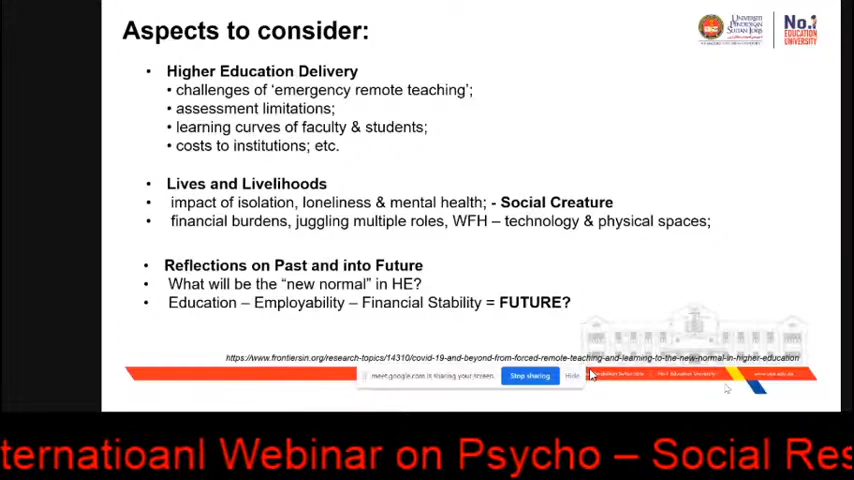 Aspects to consider:
UNIVERSITI
PENDIDIKAN
SULTAN IDRIS
No.1
EDUCATION
UNIVERSITY
• Higher Education Delivery
• challenges of ‘emergency remote teaching’;
• assessment limitations;
• learning curves of faculty & students;
• costs to institutions; etc.
• Lives and Livelihoods
• impact of isolation, loneliness & mental health; - Social Creature
• financial burdens, juggling multiple roles, WFH – technology & physical spaces;
• Reflections on Past and into Future
• What will be the “new normal” in HE?
• Education – Employability – Financial Stability = FUTURE?
https://www.frontiersin.org/research-topics/14310/covid-19-and-beyond-from-forced-remote-teaching-and-learning-to-the-new-normal-in-higher-education
meet.google.com is sharing your screen.
Stop sharing
Hide
ternatioanl Webinar on Psycho – Social Res